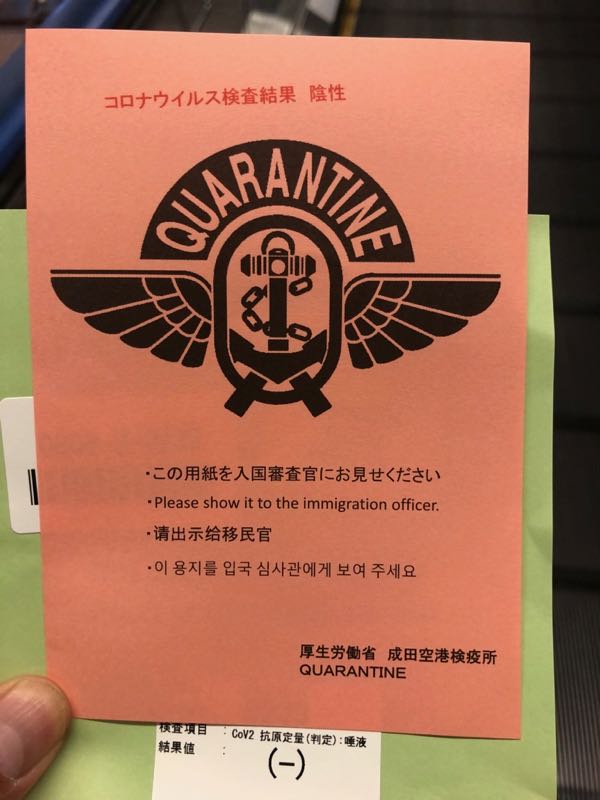 コロナウイルス検査結果 陰性
QUARANTINE
・この用紙を入国審査官にお見せください
・Please show it to the immigration officer.
・请出示给移民官
・이 용지를 입국 심사관에게 보여 주세요
厚生労働省 成田空港検疫所
QUARANTINE
検査項目 : CoV2 抗原定量(判定):唾液
結果値 : (-)